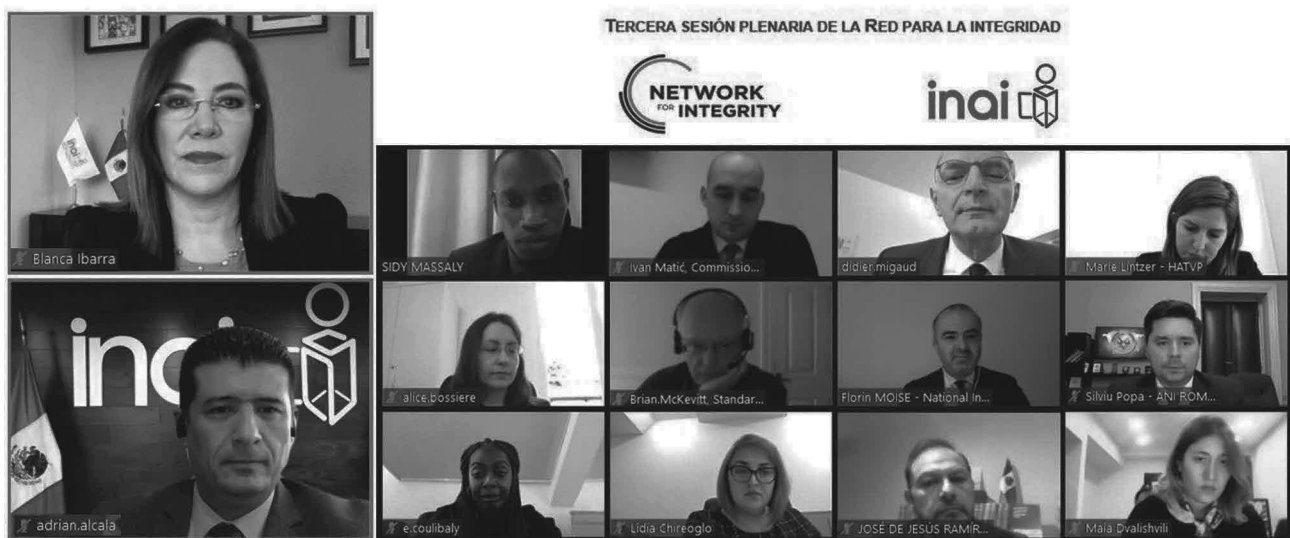 TERCERA SESIÓN PLENARIA DE LA RED PARA LA INTEGRIDAD
NETWORK
FOR INTEGRITY
inai
inai
Blanca Ibarra
inai
adrian.alcala
SIDY MASSALY
Ivan Matić, Commissio...
didier.migaud
Marie Lintzer - HATVP
alice.bossiere
Brian.McKevitt, Standar...
Florin MOISE - National In...
Silviu Popa - ANI ROM...
e.coulibaly
Lidia Chireoglo
JOSÉ DE JESÚS RAMÍR...
Maia Dvalishvili